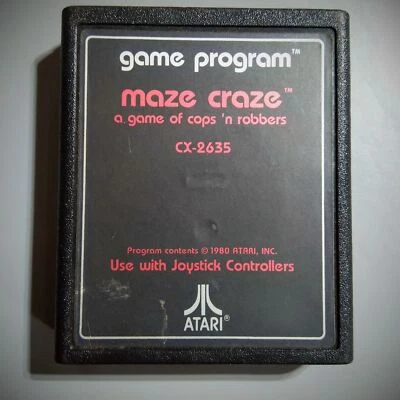 game program™
maze craze™
a game of cops 'n robbers
CX-2635
Program contents © 1980 ATARI, INC.
Use with Joystick Controllers
ATARI®